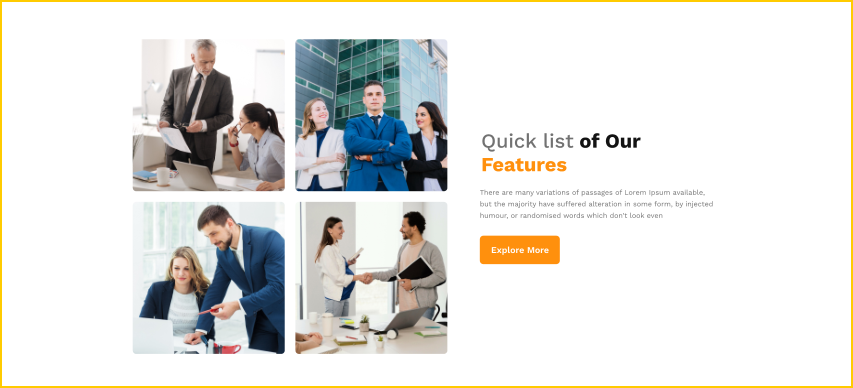 Quick list of Our
Features
There are many variations of passages of Lorem Ipsum available,
but the majority have suffered alteration in some form, by injected
humour, or randomised words which don't look even
Explore More